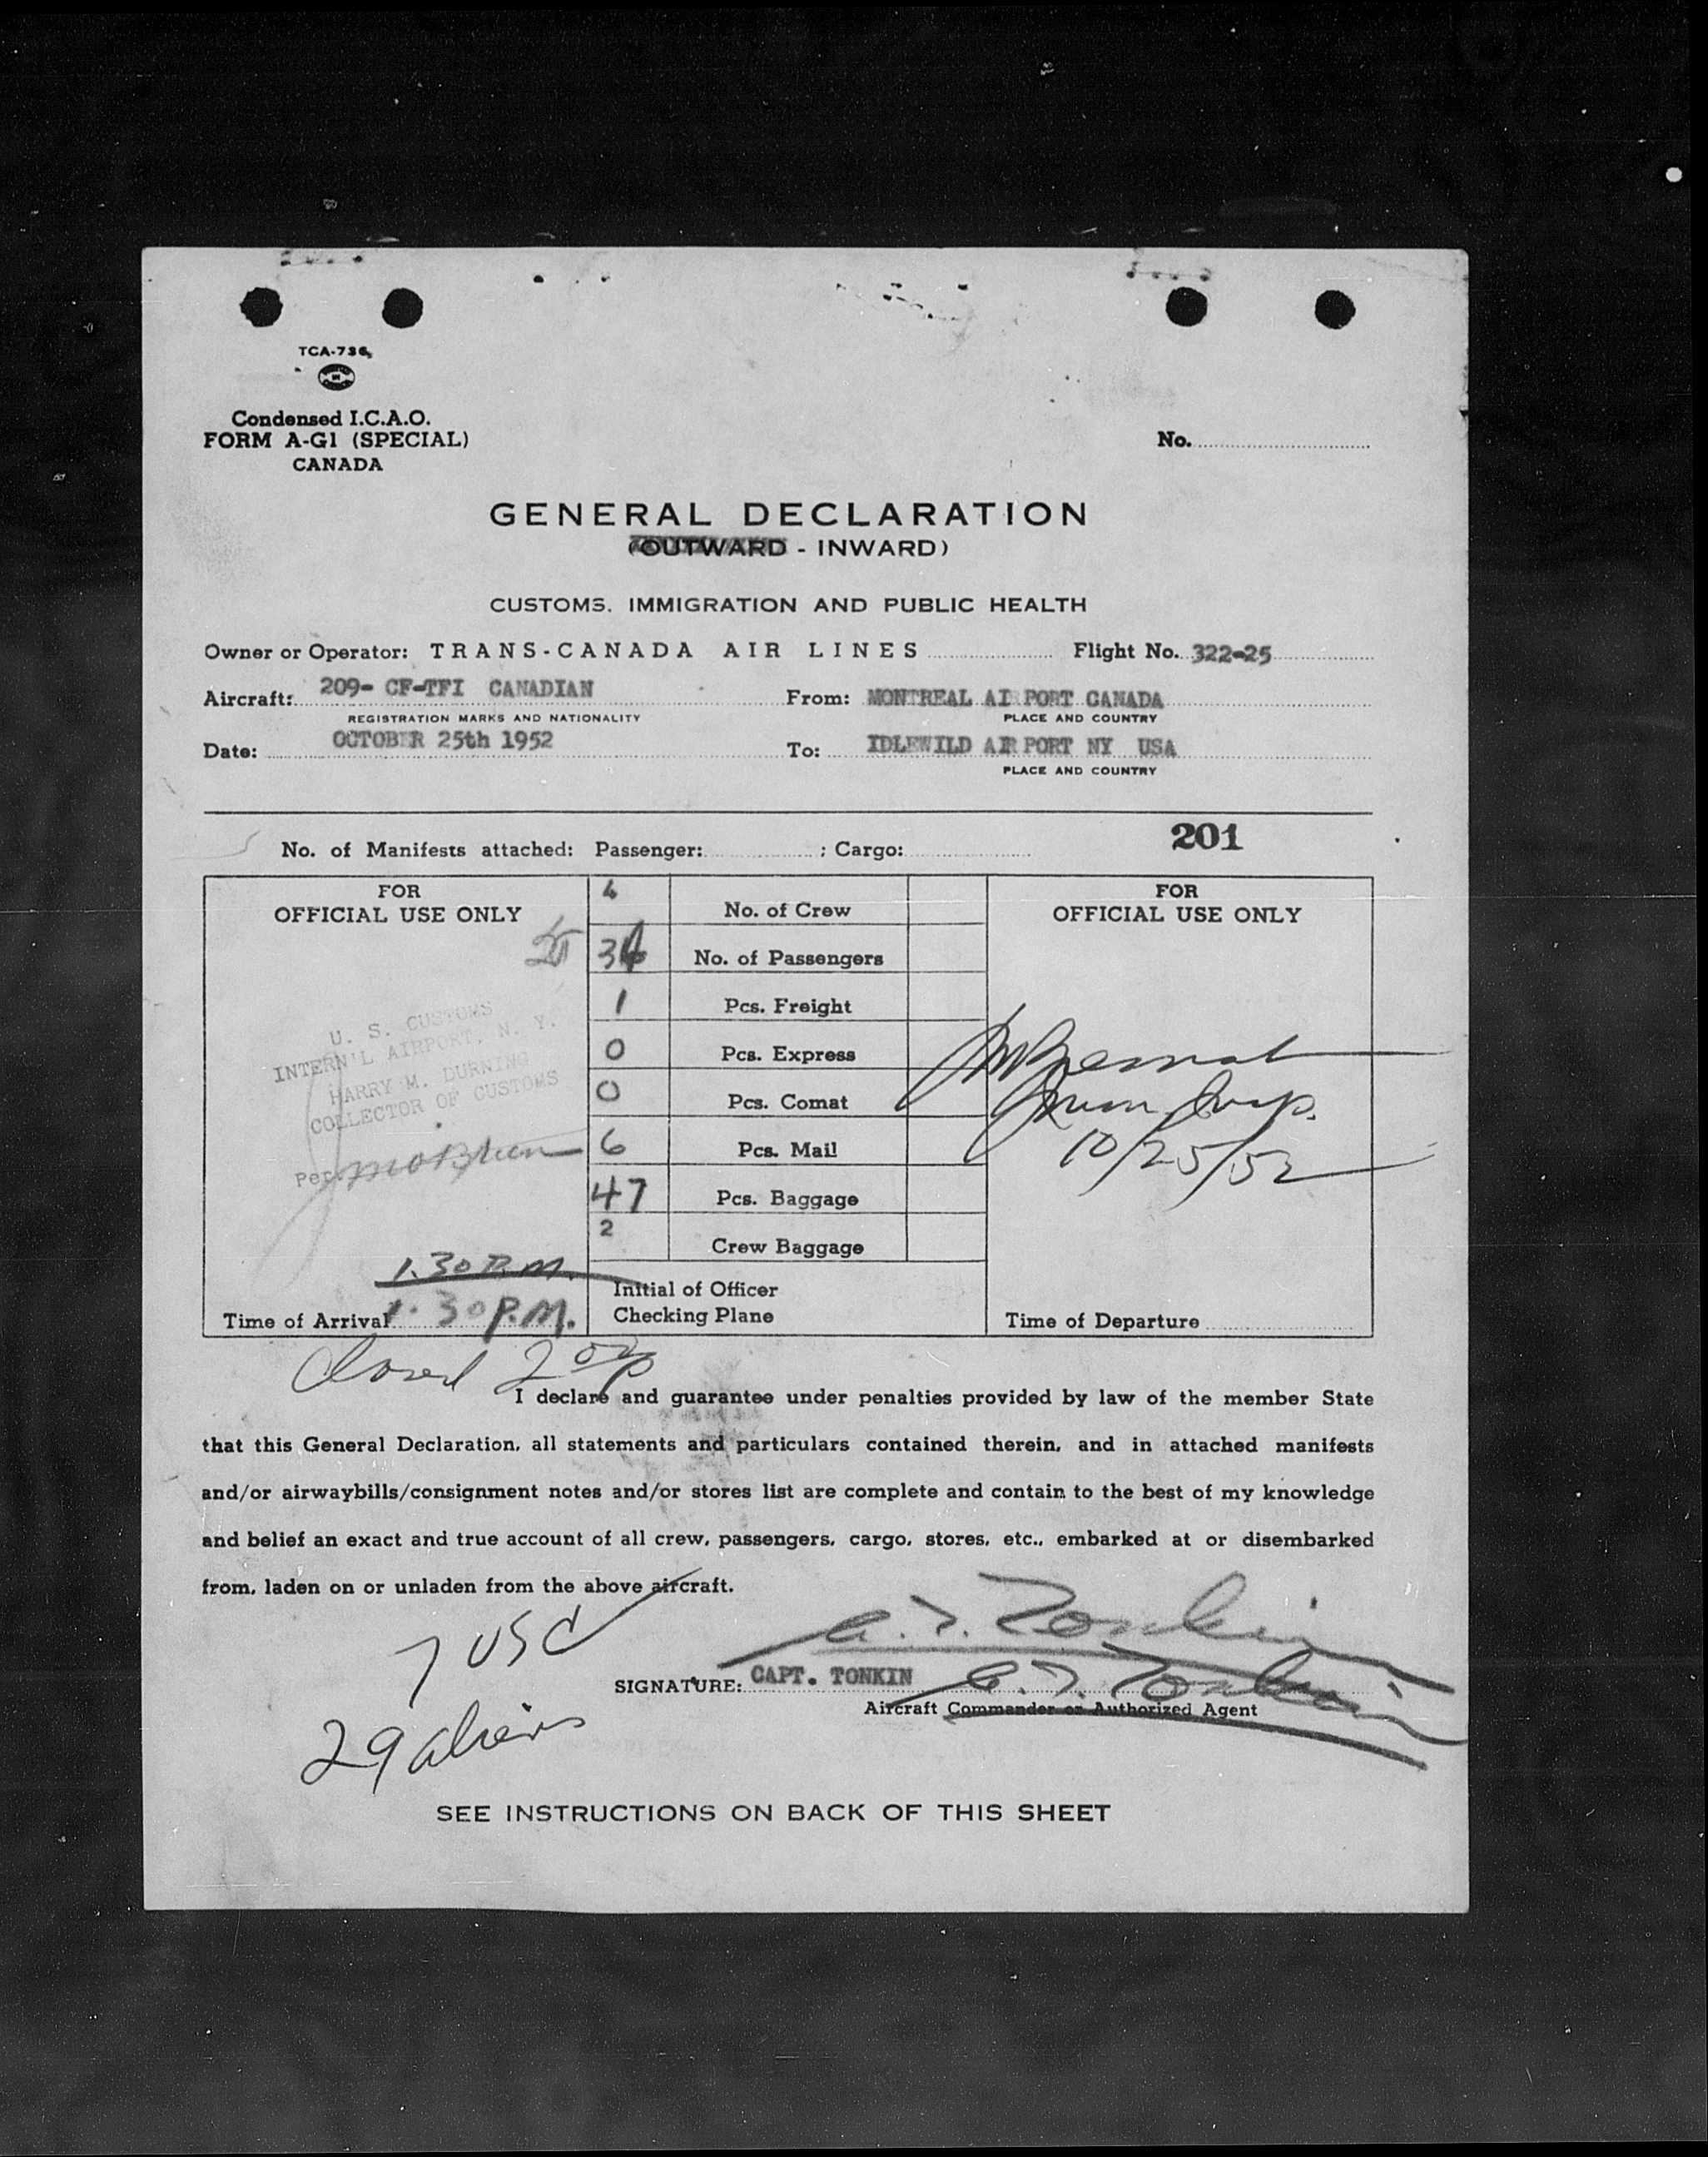 TCA-736
Condensed I.C.A.O.
FORM A-G1 (SPECIAL)
CANADA
No.
GENERAL DECLARATION
(OUTWARD - INWARD)
CUSTOMS, IMMIGRATION AND PUBLIC HEALTH
Owner or Operator: TRANS-CANADA AIR LINES Flight No. 322-25
Aircraft: 209- CF-TFI CANADIAN From: MONTREAL AI PORT CANADA
REGISTRATION MARKS AND NATIONALITY PLACE AND COUNTRY
Date: OCTOBER 25th 1952 To: IDLEWILD AIRPORT NY USA
PLACE AND COUNTRY
201
No. of Manifests attached: Passenger: ; Cargo:
FOR
OFFICIAL USE ONLY
4 No. of Crew
No. of Passengers
1 Pcs. Freight
0 Pcs. Express
0 Pcs. Comat
6 Pcs. Mail
47 Pcs. Baggage
2 Crew Baggage
Initial of Officer
Checking Plane
U. S. CUSTOMS
INTERN'L AIRPORT, N. Y.
HARRY M. DURNING
COLLECTOR OF CUSTOMS
Per
1.30 P.M.
Time of Arrival 1.30 P.M.
FOR
OFFICIAL USE ONLY
10/25/52
Time of Departure
Closed 2 00 p
I declare and guarantee under penalties provided by law of the member State
that this General Declaration, all statements and particulars contained therein, and in attached manifests
and/or airwaybills/consignment notes and/or stores list are complete and contain to the best of my knowledge
and belief an exact and true account of all crew, passengers, cargo, stores, etc., embarked at or disembarked
from, laden on or unladen from the above aircraft.
7 USC
29 aliens
A. T. Tonkin
SIGNATURE: CAPT. TONKIN A. T. Tonkin
Aircraft Commander or Authorized Agent
SEE INSTRUCTIONS ON BACK OF THIS SHEET